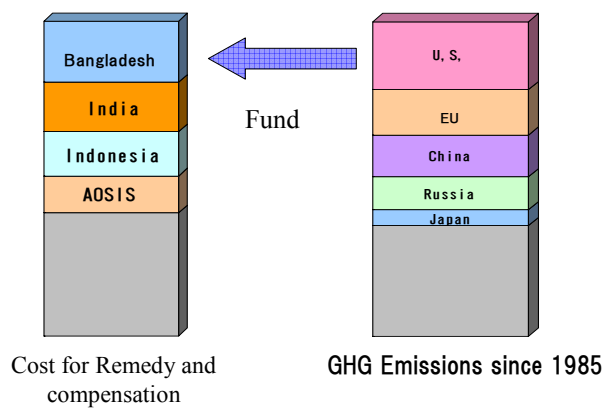 Bangladesh
India
Indonesia
AOSIS
Cost for Remedy and
compensation
Fund
U, S,
EU
China
Russia
Japan
GHG Emissions since 1985